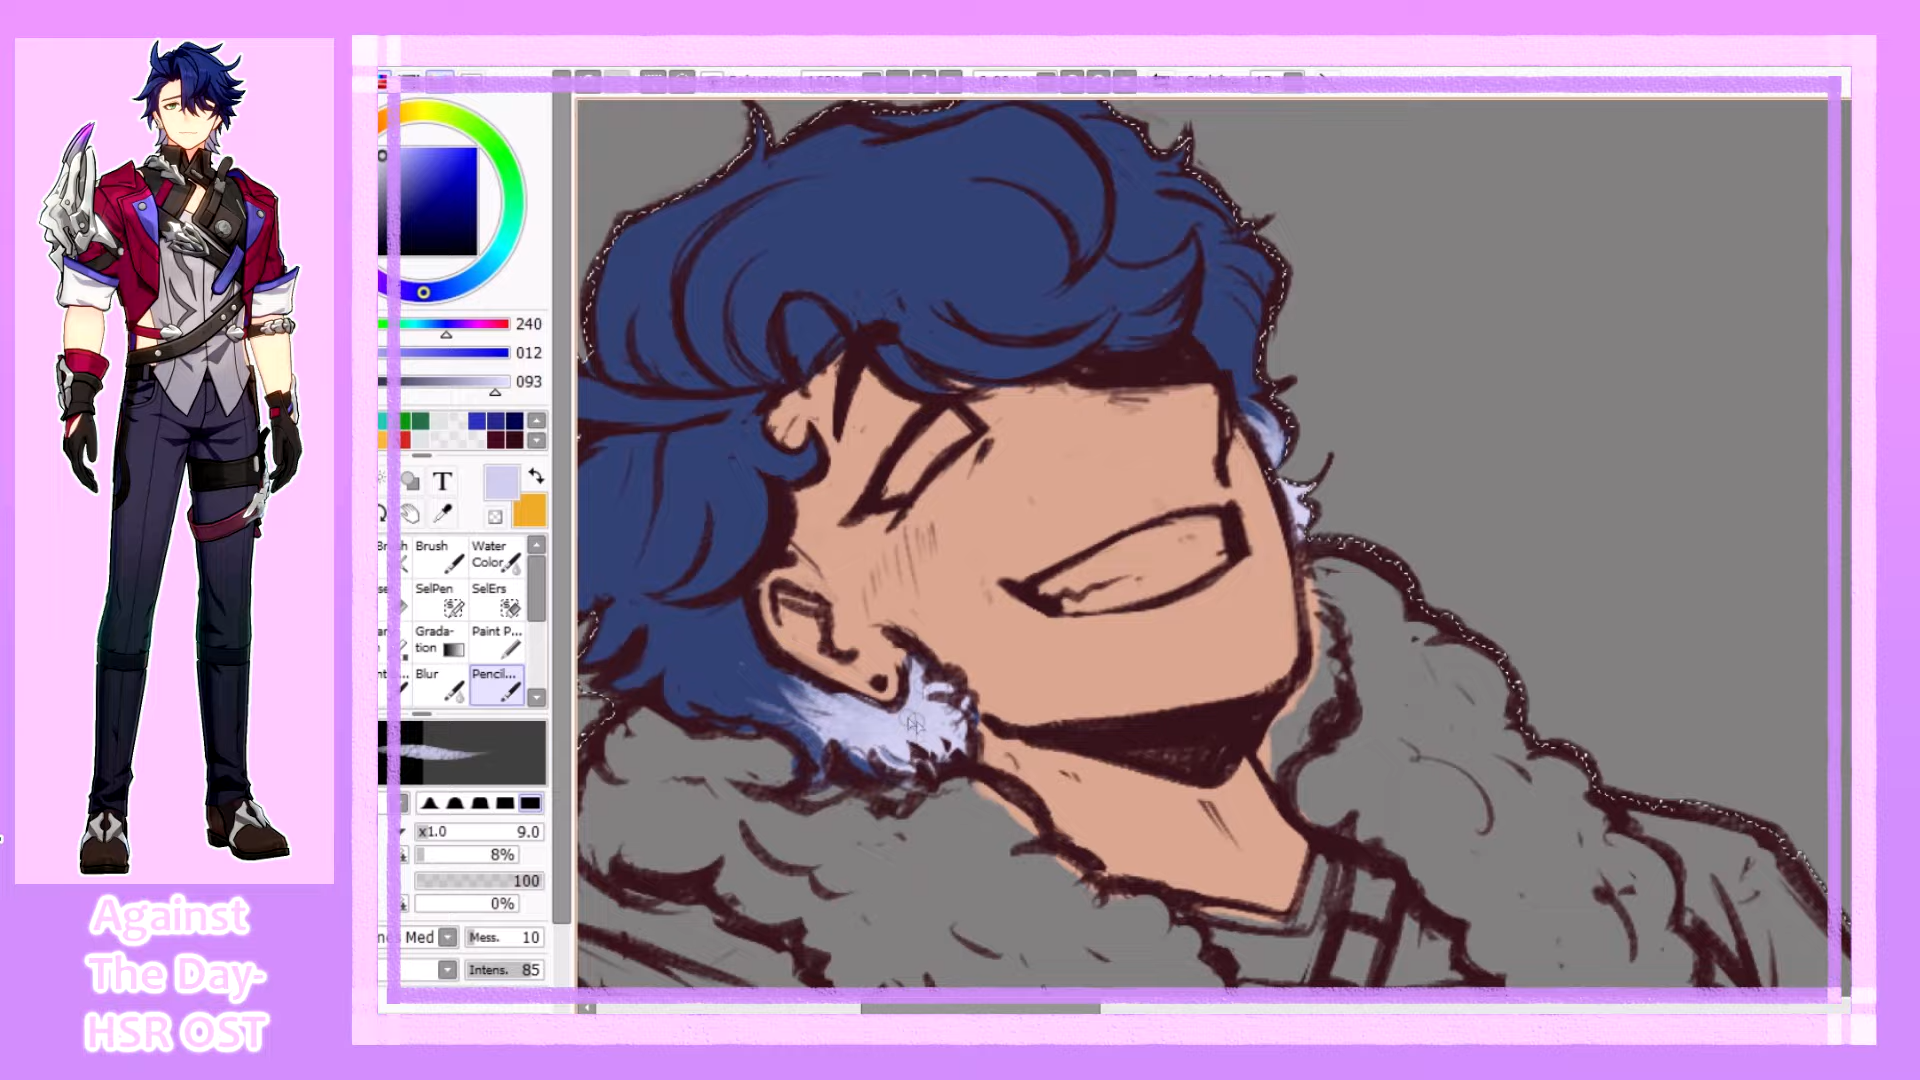 240
012
093
T
Brush
Water
Color
SelPen
SelErs
Grada-
tion
Paint P...
Blur
Pencil...
x1.0 9.0
8%
100
0%
Med
Mess. 10
Intens. 85
Against
The Day-
HSR OST